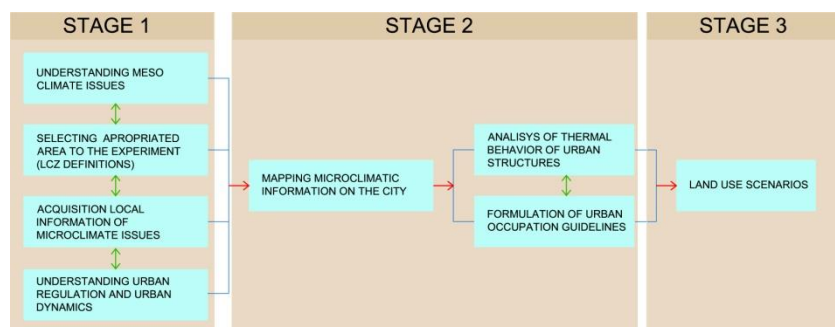 STAGE 1
STAGE 2
STAGE 3
UNDERSTANDING MESO
CLIMATE ISSUES
SELECTING APROPRIATED
AREA TO THE EXPERIMENT
(LCZ DEFINITIONS)
ACQUISITION LOCAL
INFORMATION OF
MICROCLIMATE ISSUES
UNDERSTANDING URBAN
REGULATION AND URBAN
DYNAMICS
MAPPING MICROCLIMATIC
INFORMATION ON THE CITY
ANALISYS OF THERMAL
BEHAVIOR OF URBAN
STRUCTURES
FORMULATION OF URBAN
OCCUPATION GUIDELINES
LAND USE SCENARIOS